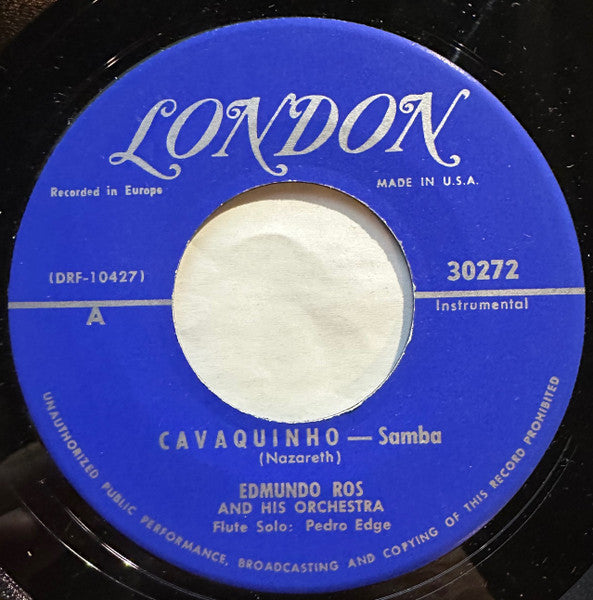 LONDON
Recorded in Europe
MADE IN U.S.A.
(DRF-10427)
30272
A
Instrumental
CAVAQUINHO — Samba
(Nazareth)
EDMUNDO ROS
AND HIS ORCHESTRA
Flute Solo: Pedro Edge
UNAUTHORIZED PUBLIC PERFORMANCE, BROADCASTING AND COPYING OF THIS RECORD PROHIBITED